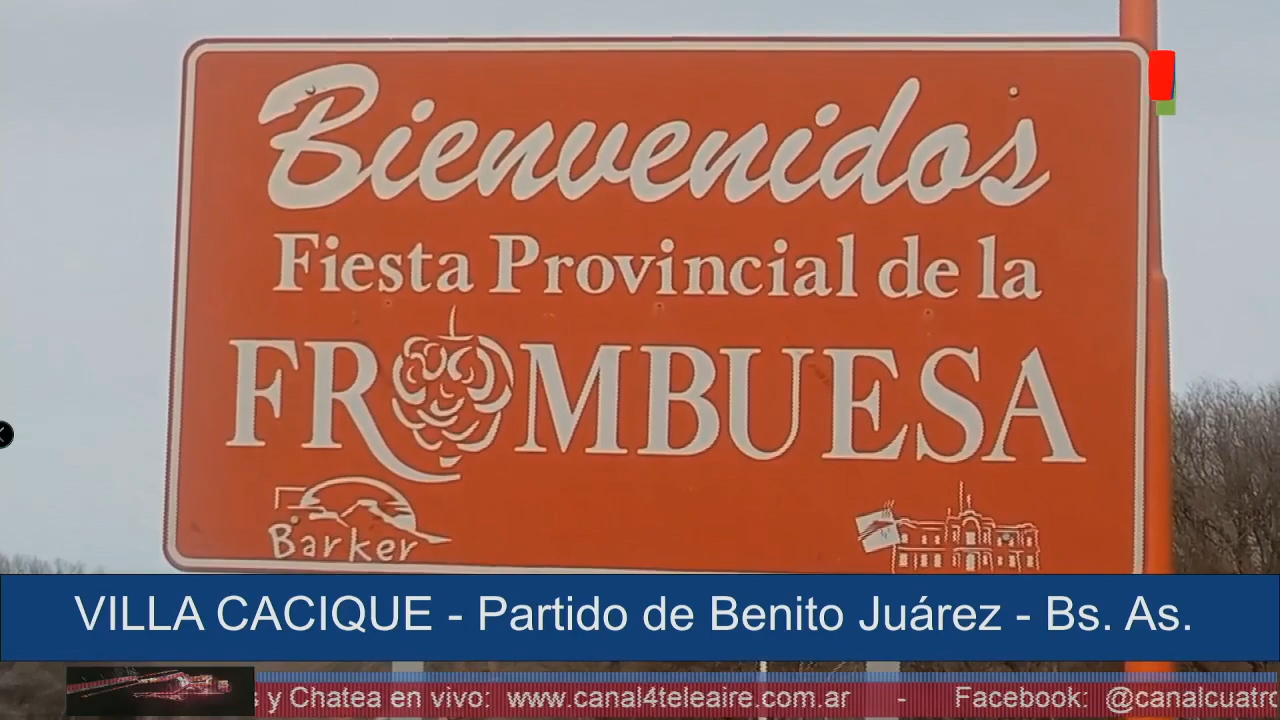 Bienvenidos
Fiesta Provincial de la
FROMBUESA
Barker
VILLA CACIQUE - Partido de Benito Juárez - Bs. As.
s y Chatea en vivo: www.canal4teleaire.com.ar - Facebook: @canalcuatro